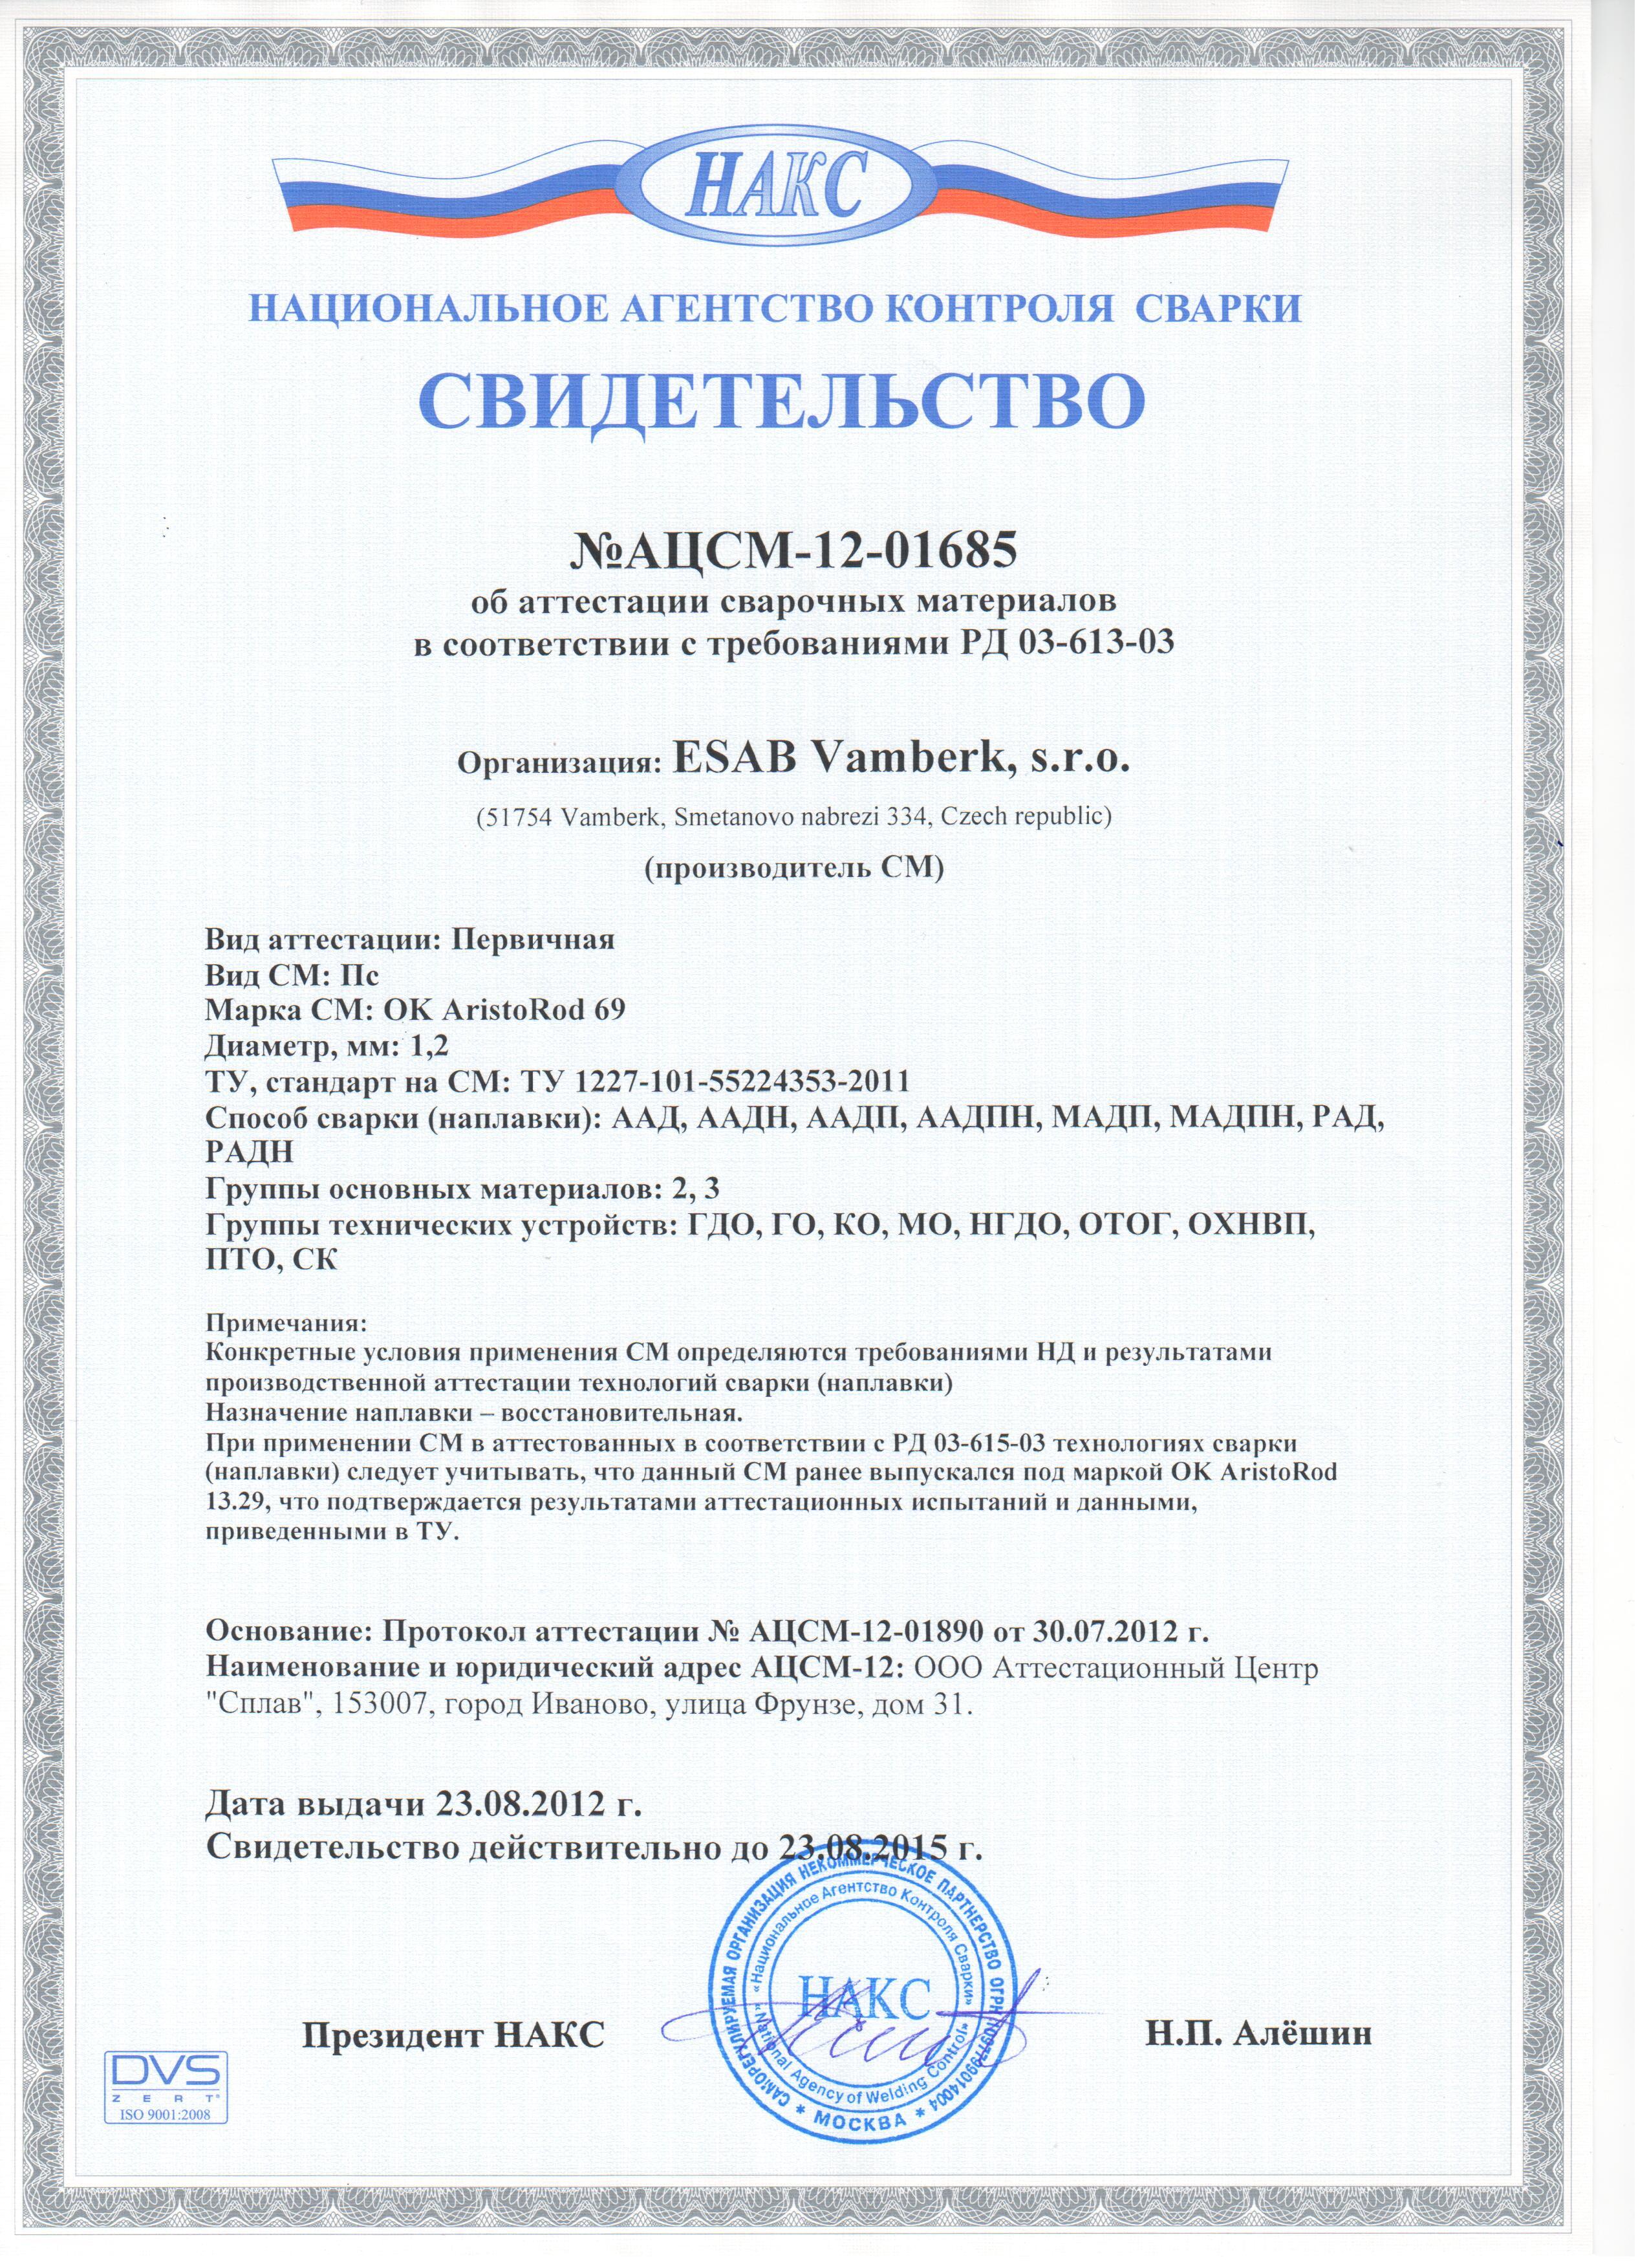 НАКС
НАЦИОНАЛЬНОЕ АГЕНТСТВО КОНТРОЛЯ СВАРКИ
СВИДЕТЕЛЬСТВО
№АЦСМ-12-01685
об аттестации сварочных материалов
в соответствии с требованиями РД 03-613-03
Организация: ESAB Vamberk, s.r.o.
(51754 Vamberk, Smetanovo nabrezi 334, Czech republic)
(производитель СМ)
Вид аттестации: Первичная
Вид СМ: Пс
Марка СМ: OK AristoRod 69
Диаметр, мм: 1,2
ТУ, стандарт на СМ: ТУ 1227-101-55224353-2011
Способ сварки (наплавки): ААД, ААДН, ААДП, ААДПН, МАДП, МАДПН, РАД,
РАДН
Группы основных материалов: 2, 3
Группы технических устройств: ГДО, ГО, КО, МО, НГДО, ОТОГ, ОХНВП,
ПТО, СК
Примечания:
Конкретные условия применения СМ определяются требованиями НД и результатами
производственной аттестации технологий сварки (наплавки)
Назначение наплавки – восстановительная.
При применении СМ в аттестованных в соответствии с РД 03-615-03 технологиях сварки
(наплавки) следует учитывать, что данный СМ ранее выпускался под маркой OK AristoRod
13.29, что подтверждается результатами аттестационных испытаний и данными,
приведенными в ТУ.
Основание: Протокол аттестации № АЦСМ-12-01890 от 30.07.2012 г.
Наименование и юридический адрес АЦСМ-12: ООО Аттестационный Центр
"Сплав", 153007, город Иваново, улица Фрунзе, дом 31.
Дата выдачи 23.08.2012 г.
Свидетельство действительно до 23.08.2015 г.
САМОРЕГУЛИРУЕМАЯ ОРГАНИЗАЦИЯ НЕКОММЕРЧЕСКОЕ ПАРТНЕРСТВО ОГРН 1097799014004
* МОСКВА *
«Национальное Агентство Контроля Сварки»
«National Agency of Welding Control»
НАКС
Президент НАКС
Н.П. Алёшин
DVS
ZERT®
ISO 9001:2008